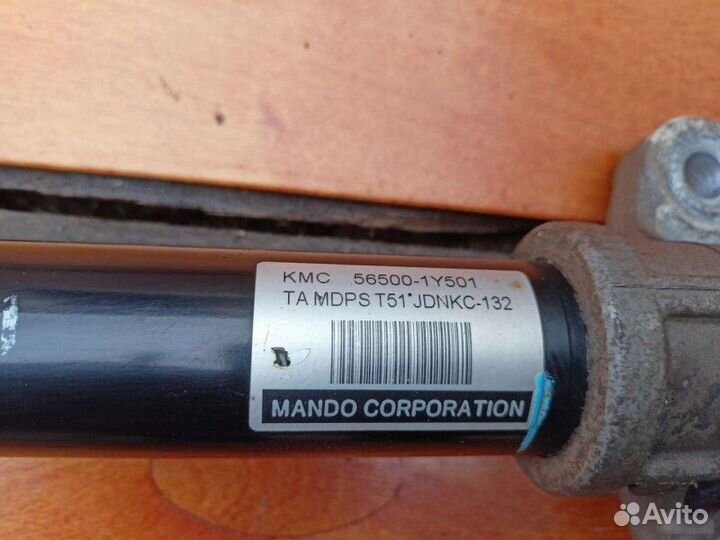 KMC 56500-1Y501
TA MDPS T51*JDNKC-132
MANDO CORPORATION
Avito